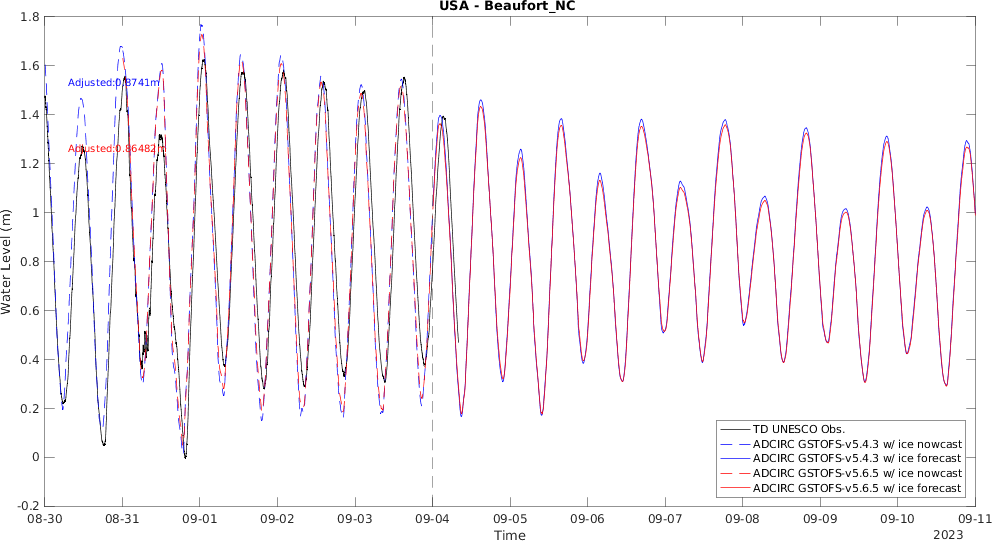 USA - Beaufort_NC
1.8
1.6
1.4
1.2
1
0.8
0.6
0.4
0.2
0
-0.2
Water Level (m)
Adjusted:0.8741m
Adjusted:0.86482m
TD UNESCO Obs.
ADCIRC GSTOFS-v5.4.3 w/ ice nowcast
ADCIRC GSTOFS-v5.4.3 w/ ice forecast
ADCIRC GSTOFS-v5.6.5 w/ ice nowcast
ADCIRC GSTOFS-v5.6.5 w/ ice forecast
08-30 08-31 09-01 09-02 09-03 09-04 09-05 09-06 09-07 09-08 09-09 09-10 09-11
Time
2023